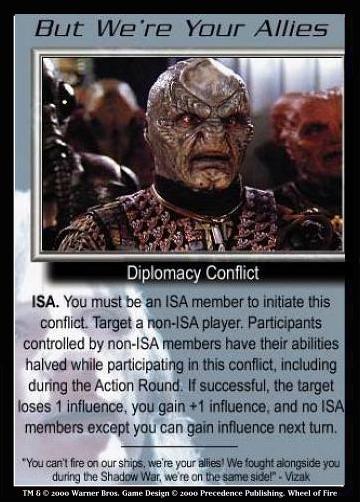 But We're Your Allies
Diplomacy Conflict
ISA. You must be an ISA member to initiate this
conflict. Target a non-ISA player. Participants
controlled by non-ISA members have their abilities
halved while participating in this conflict, including
during the Action Round. If successful, the target
loses 1 influence, you gain +1 influence, and no ISA
members except you can gain influence next turn.
"You can't fire on our ships, we're your allies! We fought alongside you
during the Shadow War, we're on the same side!" - Vizak
TM & © 2000 Warner Bros. Game Design © 2000 Precedence Publishing. Wheel of Fire